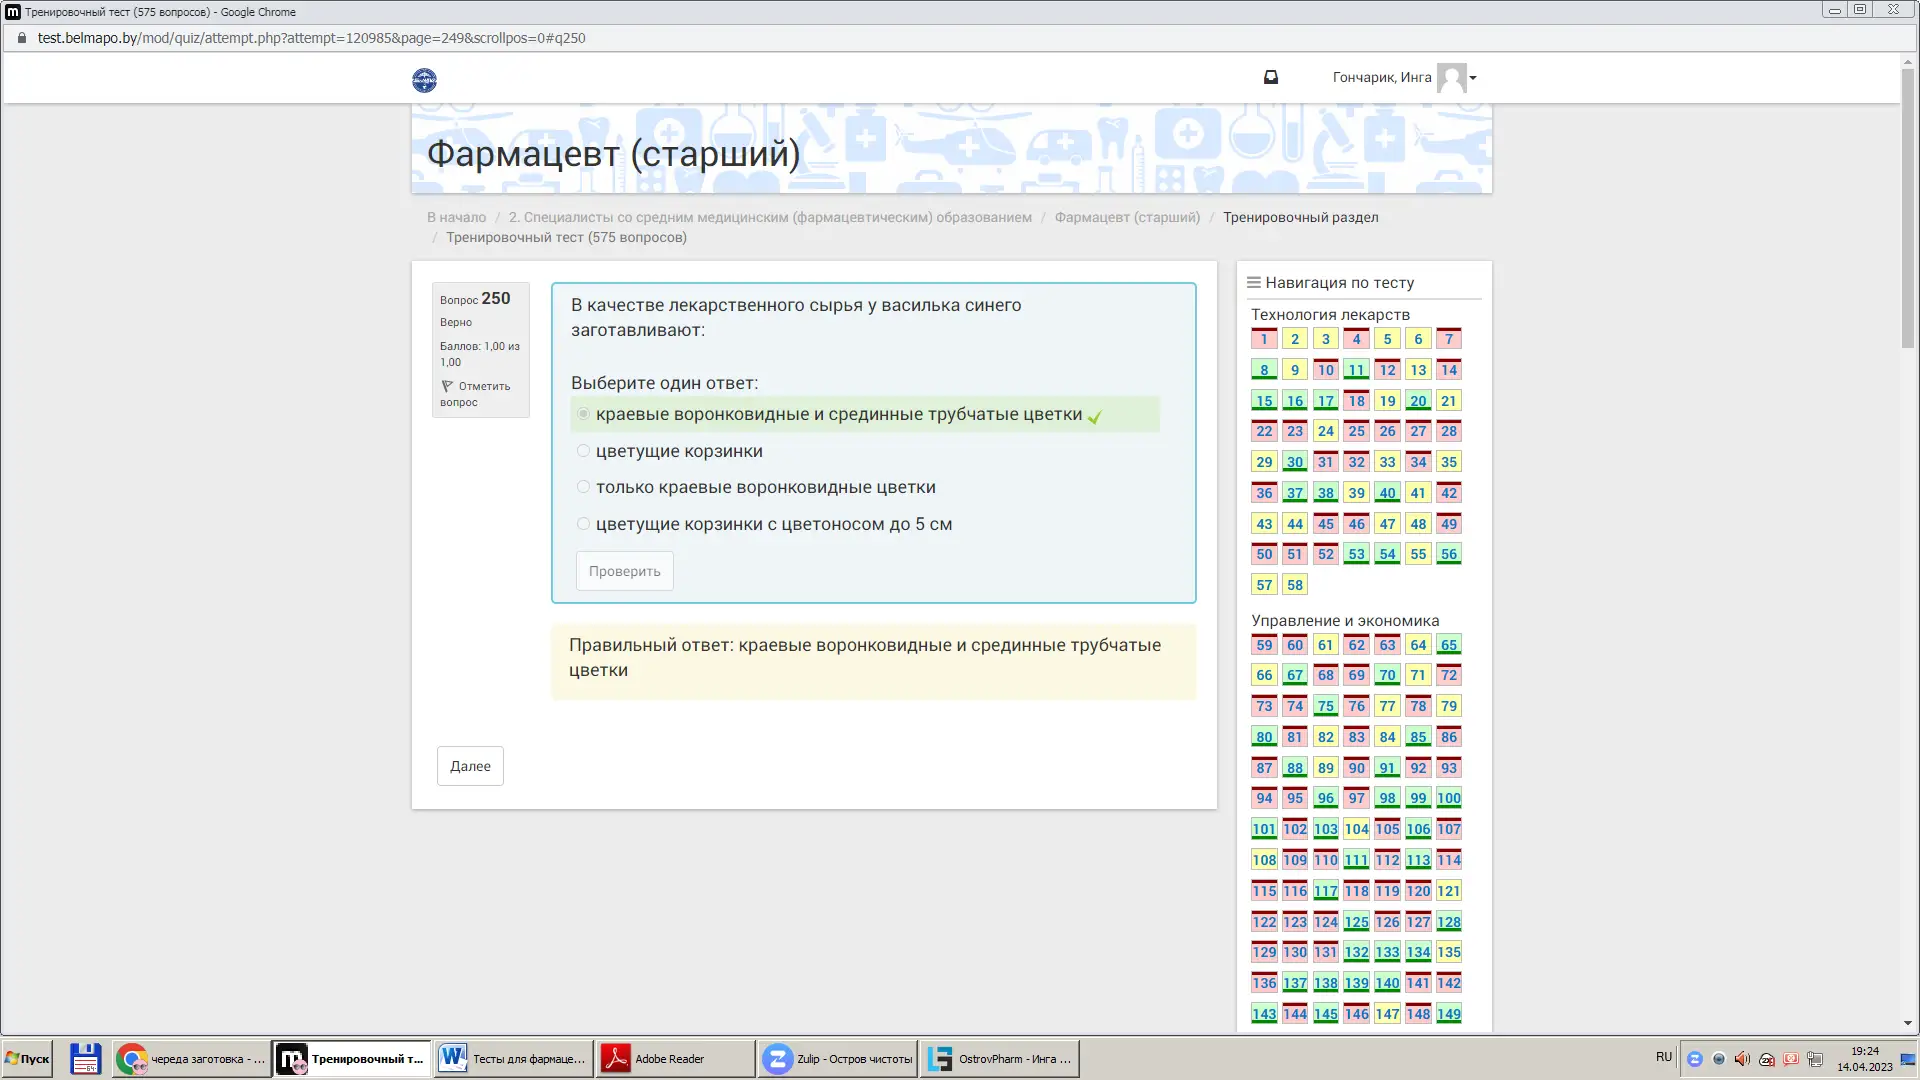 Тренировочный тест (575 вопросов) - Google Chrome
test.belmapo.by/mod/quiz/attempt.php?attempt=120985&page=249&scrollpos=0#q250
Гончарик, Инга
Фармацевт (старший)
В начало / 2. Специалисты со средним медицинским (фармацевтическим) образованием / Фармацевт (старший) / Тренировочный раздел
/ Тренировочный тест (575 вопросов)
Вопрос 250
Верно
Баллов: 1,00 из
1,00
Отметить
вопрос
В качестве лекарственного сырья у василька синего
заготавливают:
Выберите один ответ:
краевые воронковидные и срединные трубчатые цветки
цветущие корзинки
только краевые воронковидные цветки
цветущие корзинки с цветоносом до 5 см
Проверить
Правильный ответ: краевые воронковидные и срединные трубчатые
цветки
Далее
Навигация по тесту
Технология лекарств
1 2 3 4 5 6 7
8 9 10 11 12 13 14
15 16 17 18 19 20 21
22 23 24 25 26 27 28
29 30 31 32 33 34 35
36 37 38 39 40 41 42
43 44 45 46 47 48 49
50 51 52 53 54 55 56
57 58
Управление и экономика
59 60 61 62 63 64 65
66 67 68 69 70 71 72
73 74 75 76 77 78 79
80 81 82 83 84 85 86
87 88 89 90 91 92 93
94 95 96 97 98 99 100
101 102 103 104 105 106 107
108 109 110 111 112 113 114
115 116 117 118 119 120 121
122 123 124 125 126 127 128
129 130 131 132 133 134 135
136 137 138 139 140 141 142
143 144 145 146 147 148 149
Пуск
64
череда заготовка - ...
Тренировочный т...
Тесты для фармаце...
Adobe Reader
Zulip - Остров чистоты
OstrovPharm - Инга ...
RU
19:24
14.04.2023